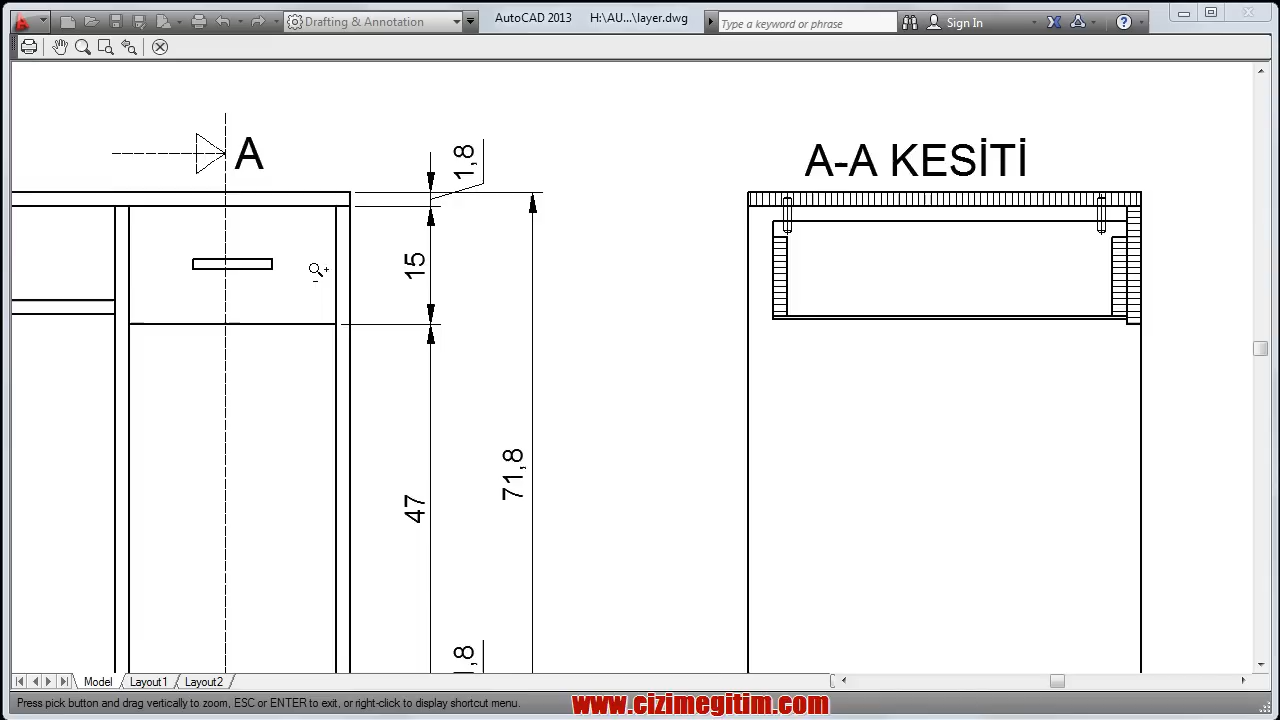 Drafting & Annotation
AutoCAD 2013 H:\AU...\layer.dwg
Type a keyword or phrase
Sign In
A
A-A KESİTİ
1,8
15
71,8
47
Model Layout1 Layout2
Press pick button and drag vertically to zoom, ESC or ENTER to exit, or right-click to display shortcut menu.
www.cizimegitim.com